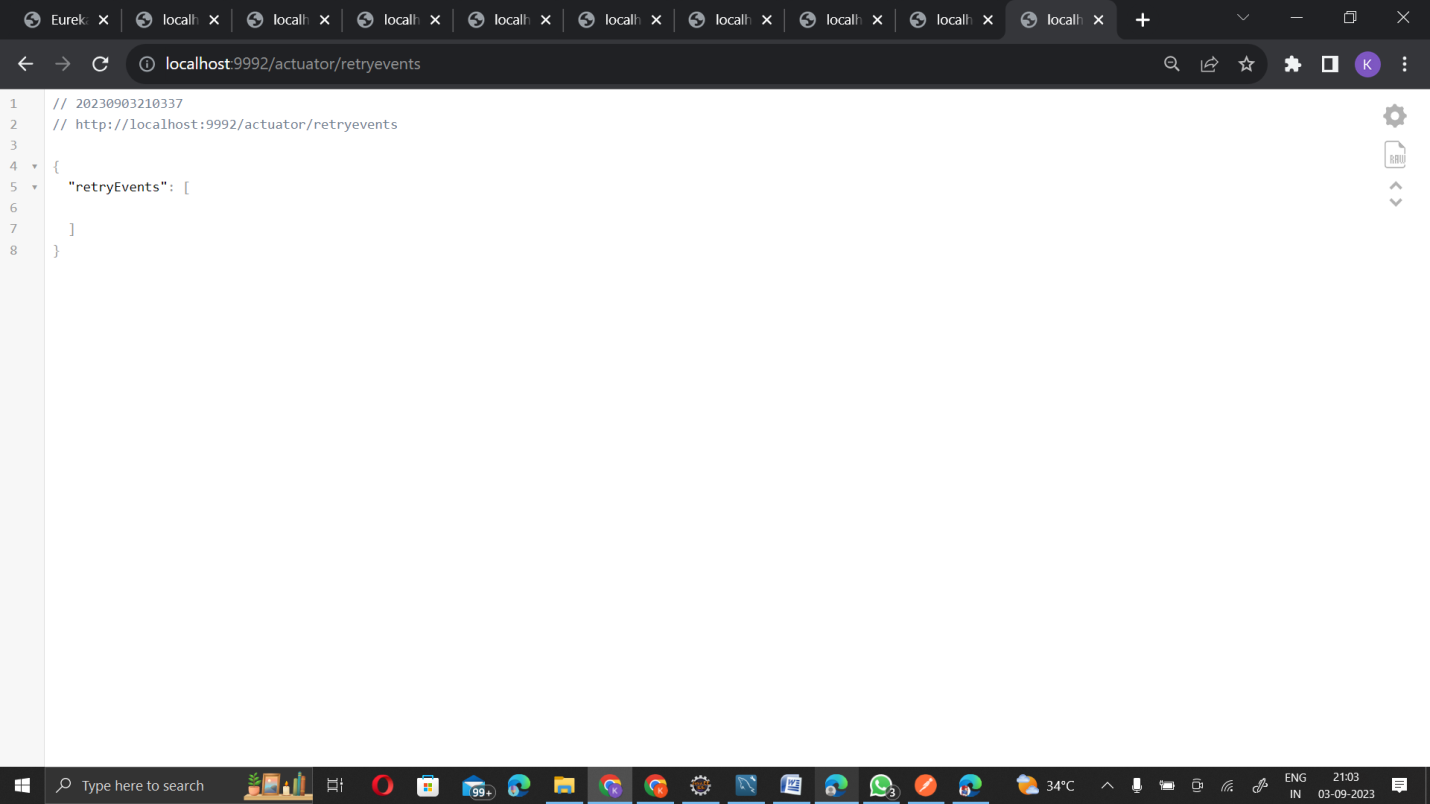 Eurek
localh
localh
localh
localh
localh
localh
localh
localh
localh
localhost:9992/actuator/retryevents
K
1 // 20230903210337
2 // http://localhost:9992/actuator/retryevents
3
4 {
5 "retryEvents": [
6
7 ]
8 }
RAW
Type here to search
99+
K
K
3
34°C
ENG
IN
21:03
03-09-2023